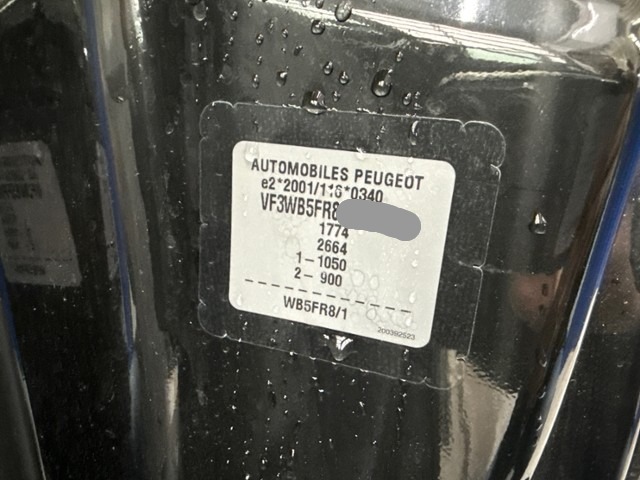 AUTOMOBILES PEUGEOT
e2*2001/116*0340
VF3WB5FR8
1774
2664
1-1050
2-900
WB5FR8/1
200392523